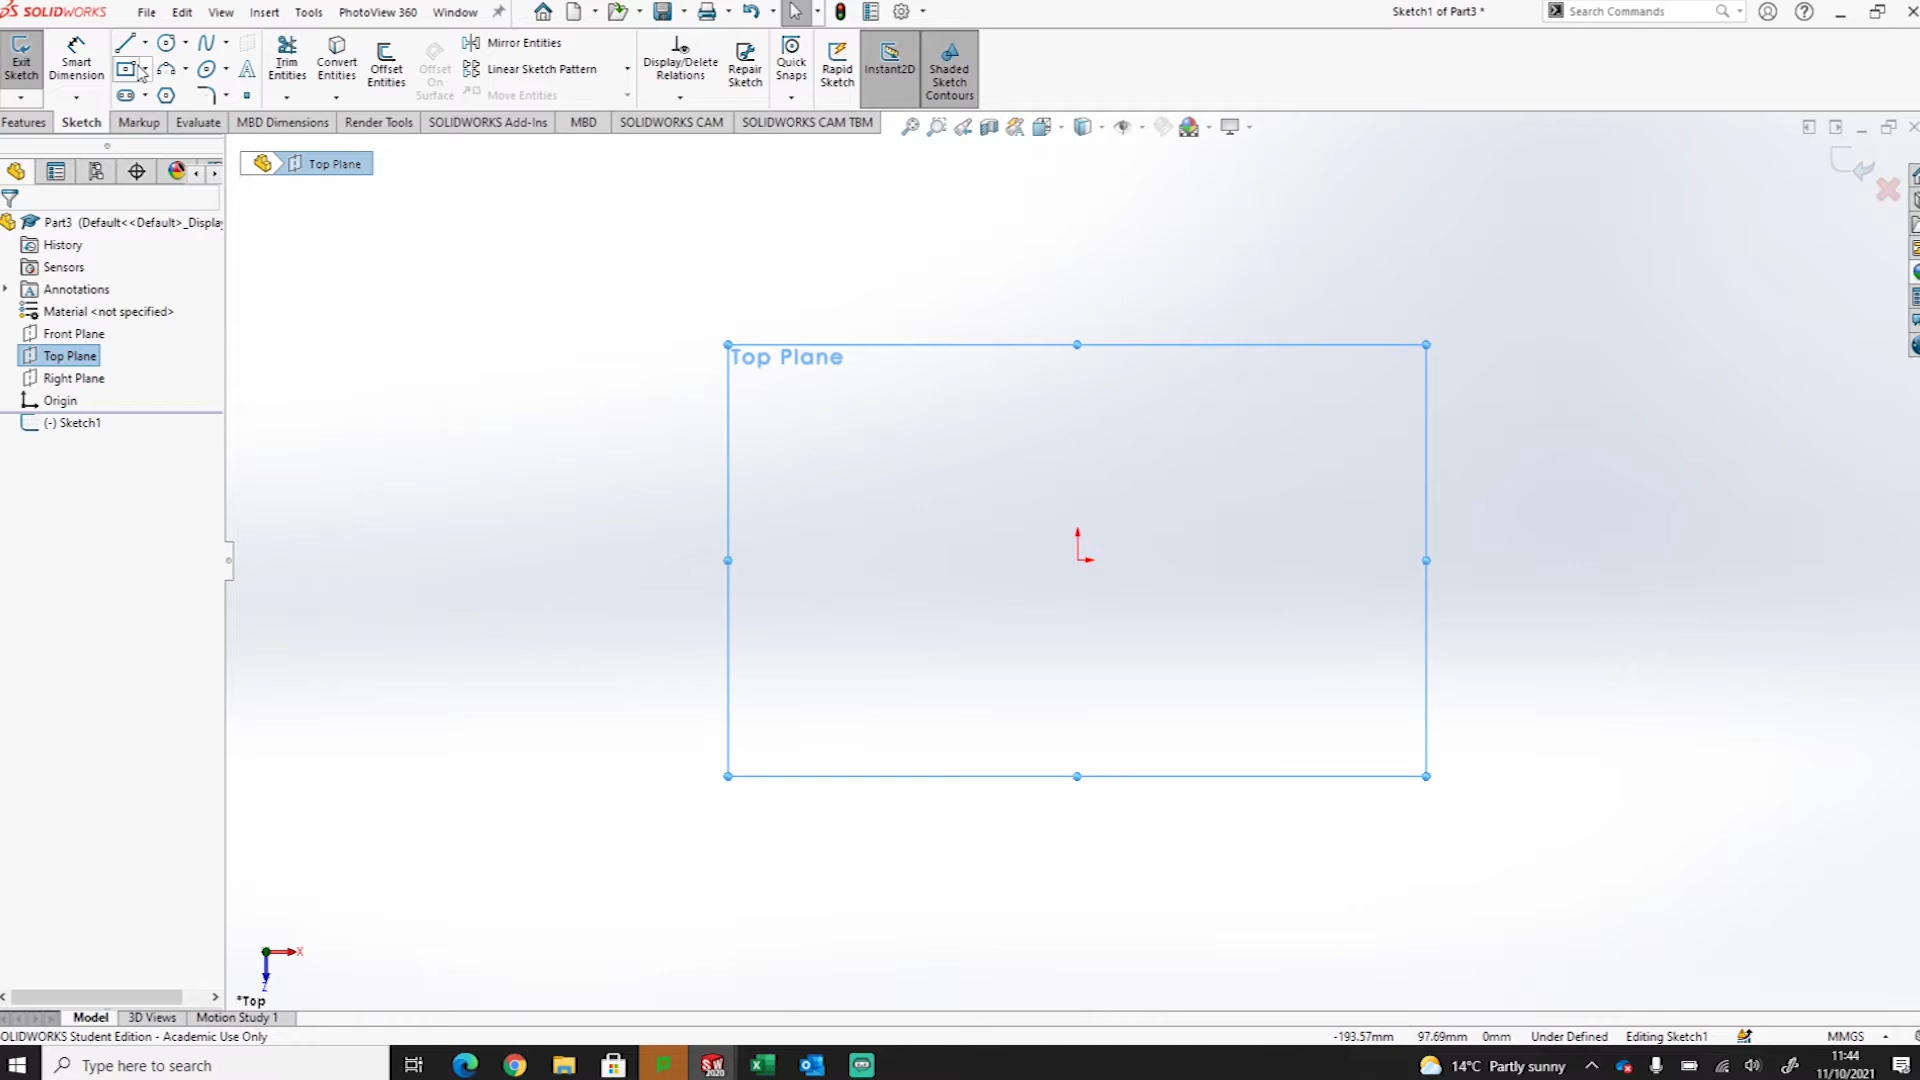 SOLIDWORKS File Edit View Insert Tools PhotoView 360 Window
Sketch1 of Part3 *
Search Commands
Exit Sketch
Smart Dimension
Trim Entities
Convert Entities
Offset Entities
Offset On Surface
Mirror Entities
Linear Sketch Pattern
Move Entities
Display/Delete Relations
Repair Sketch
Quick Snaps
Rapid Sketch
Instant2D
Shaded Sketch Contours
Features Sketch Markup Evaluate MBD Dimensions Render Tools SOLIDWORKS Add-Ins MBD SOLIDWORKS CAM SOLIDWORKS CAM TBM
Top Plane
Part3 (Default<<Default>_Displa
History
Sensors
Annotations
Material <not specified>
Front Plane
Top Plane
Right Plane
Origin
(-) Sketch1
Top Plane
X
Z
*Top
Model 3D Views Motion Study 1
OLIDWORKS Student Edition - Academic Use Only
-193.57mm 97.69mm 0mm Under Defined Editing Sketch1 MMGS
Type here to search
SW 2020
14°C Partly sunny
11:44
11/10/2021